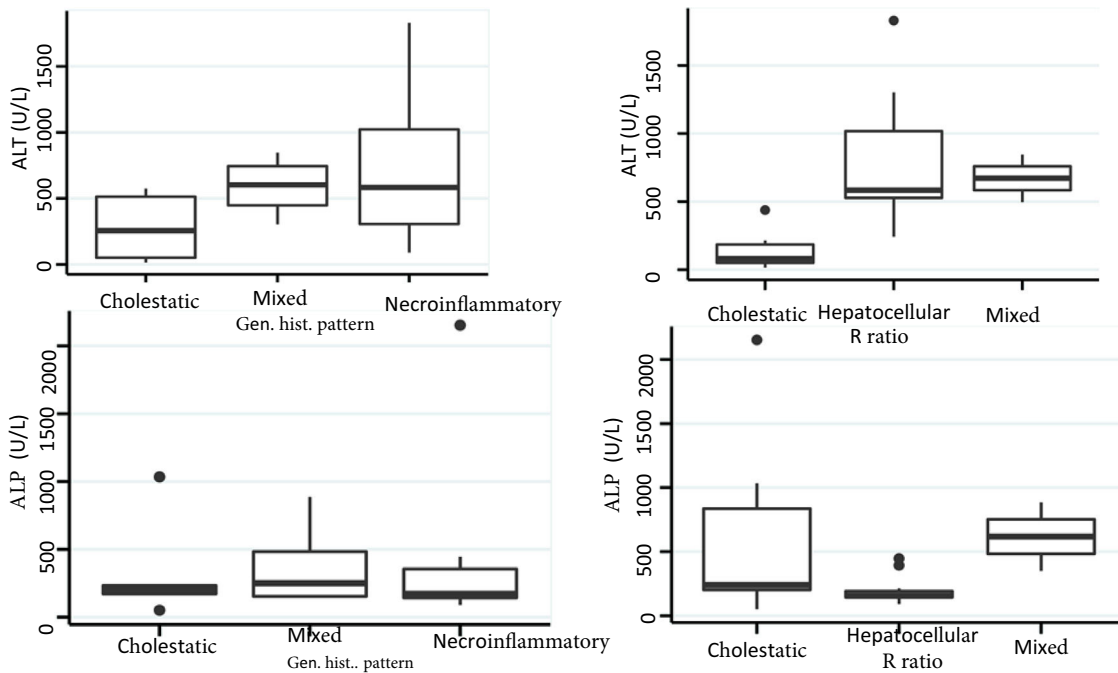 ALT (U/L)
1500
1000
500
0
Cholestatic
Mixed
Necroinflammatory
Gen. hist. pattern
ALT (U/L)
1500
1000
500
0
Cholestatic
Hepatocellular
Mixed
R ratio
ALP (U/L)
2000
1500
1000
500
0
Cholestatic
Mixed
Necroinflammatory
Gen. hist.. pattern
ALP (U/L)
2000
1500
1000
500
0
Cholestatic
Hepatocellular
Mixed
R ratio